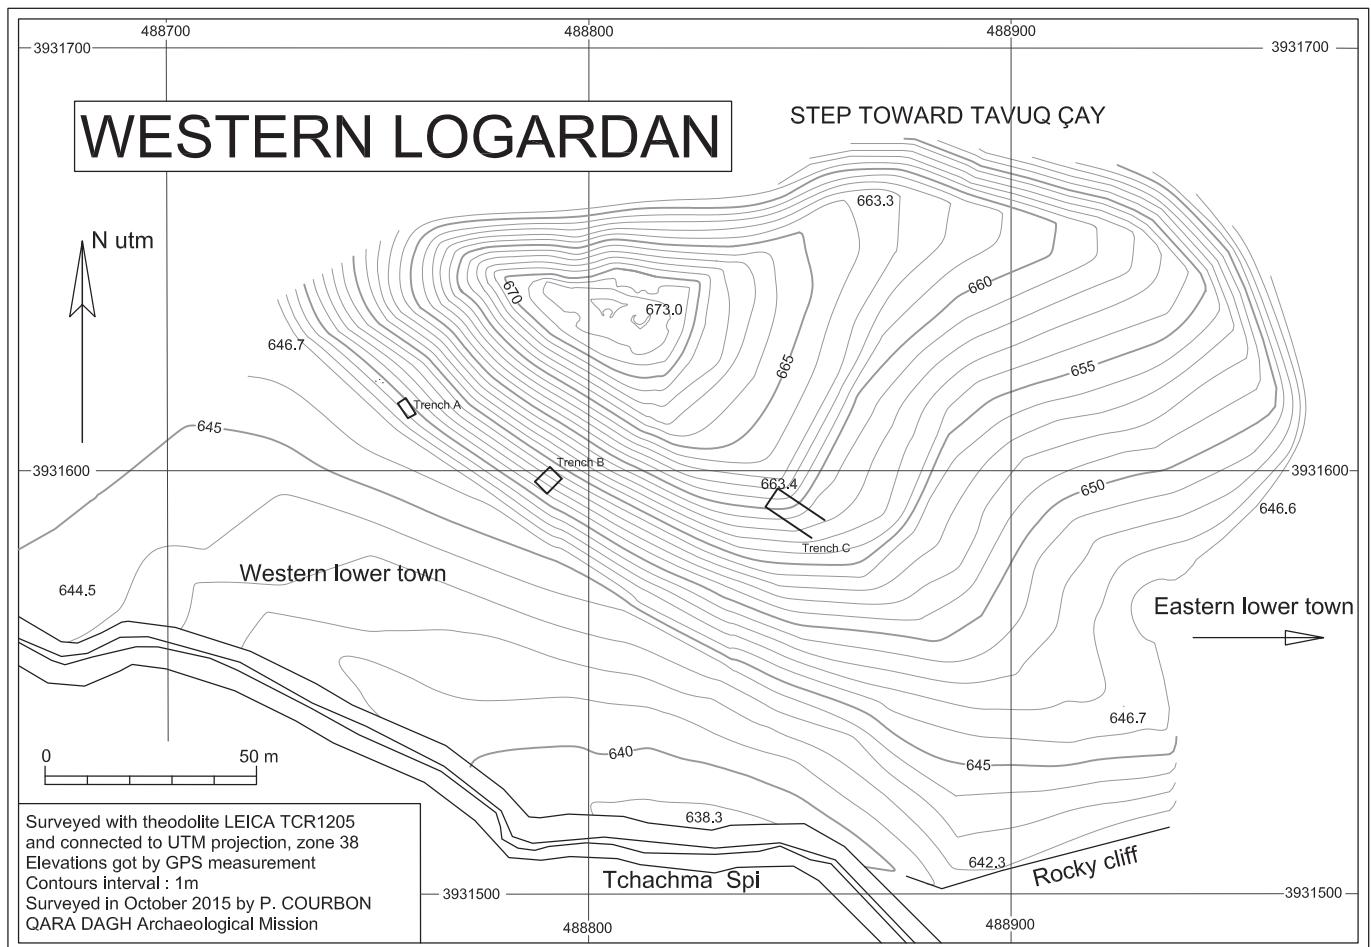 488700
488800
488900
3931700
3931700
STEP TOWARD TAVUQ ÇAY
WESTERN LOGARDAN
663.3
N utm
670
660
673.0
646.7
665
655
Trench A
645
Trench B
3931600
3931600
663.4
650
646.6
Trench C
Western lower town
644.5
Eastern lower town
646.7
640
645
0
50 m
638.3
Surveyed with theodolite LEICA TCR1205
and connected to UTM projection, zone 38
Elevations got by GPS measurement
Contours interval : 1m
Surveyed in October 2015 by P. COURBON
QARA DAGH Archaeological Mission
642.3
Rocky cliff
Tchachma Spi
3931500
3931500
488800
488900